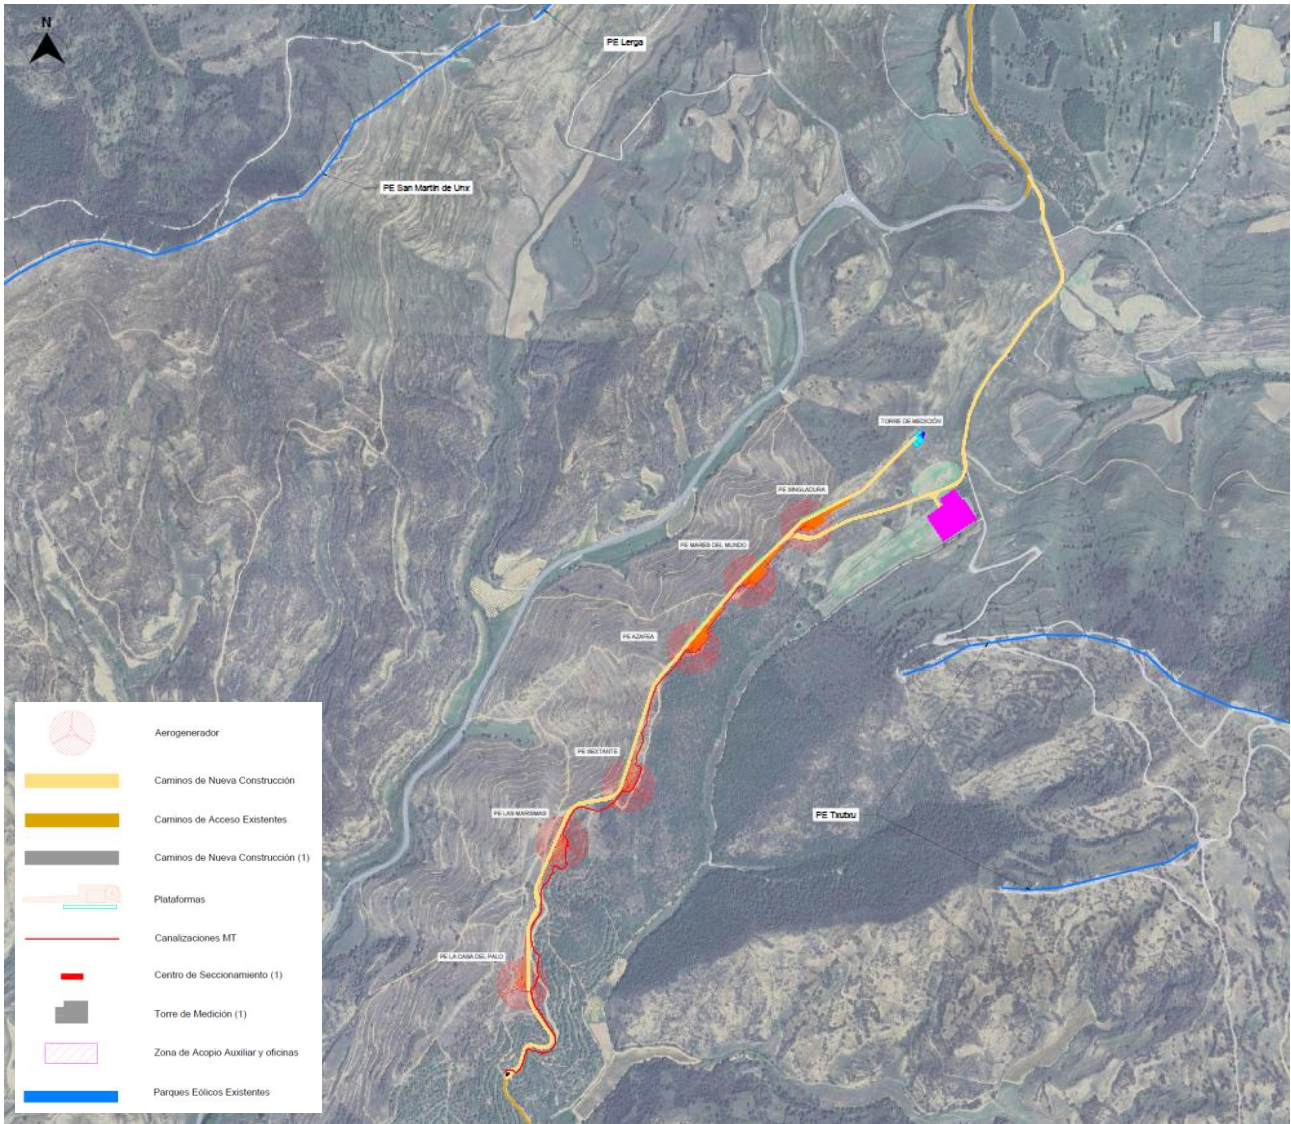 N
PE Lerga
PE San Martín de Unx
TORRE DE MEDICIÓN
PE SINGLADURA
PE MARES DEL MUNDO
PE AZAFEA
PE SEXTANTE
PE LAS MARISMAS
PE Txutxu
PE LA CASA DEL PALO
Aerogenerador
Caminos de Nueva Construcción
Caminos de Acceso Existentes
Caminos de Nueva Construcción (1)
Plataformas
Canalizaciones MT
Centro de Seccionamiento (1)
Torre de Medición (1)
Zona de Acopio Auxiliar y oficinas
Parques Eólicos Existentes